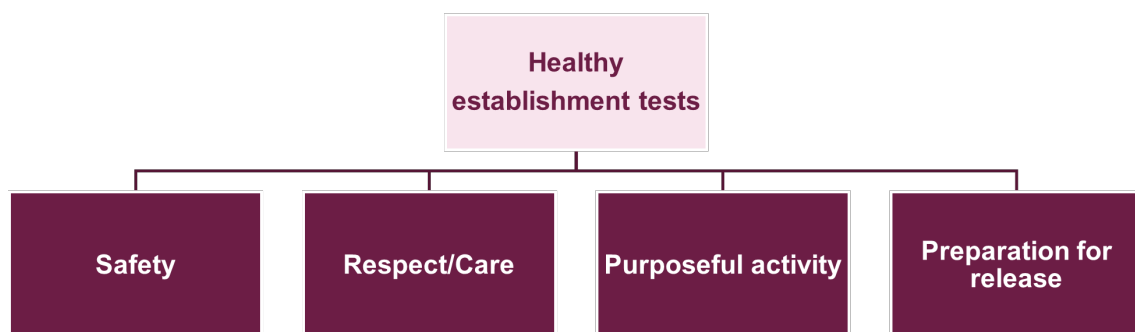 Healthy
establishment tests
Safety
Respect/Care
Purposeful activity
Preparation for
release